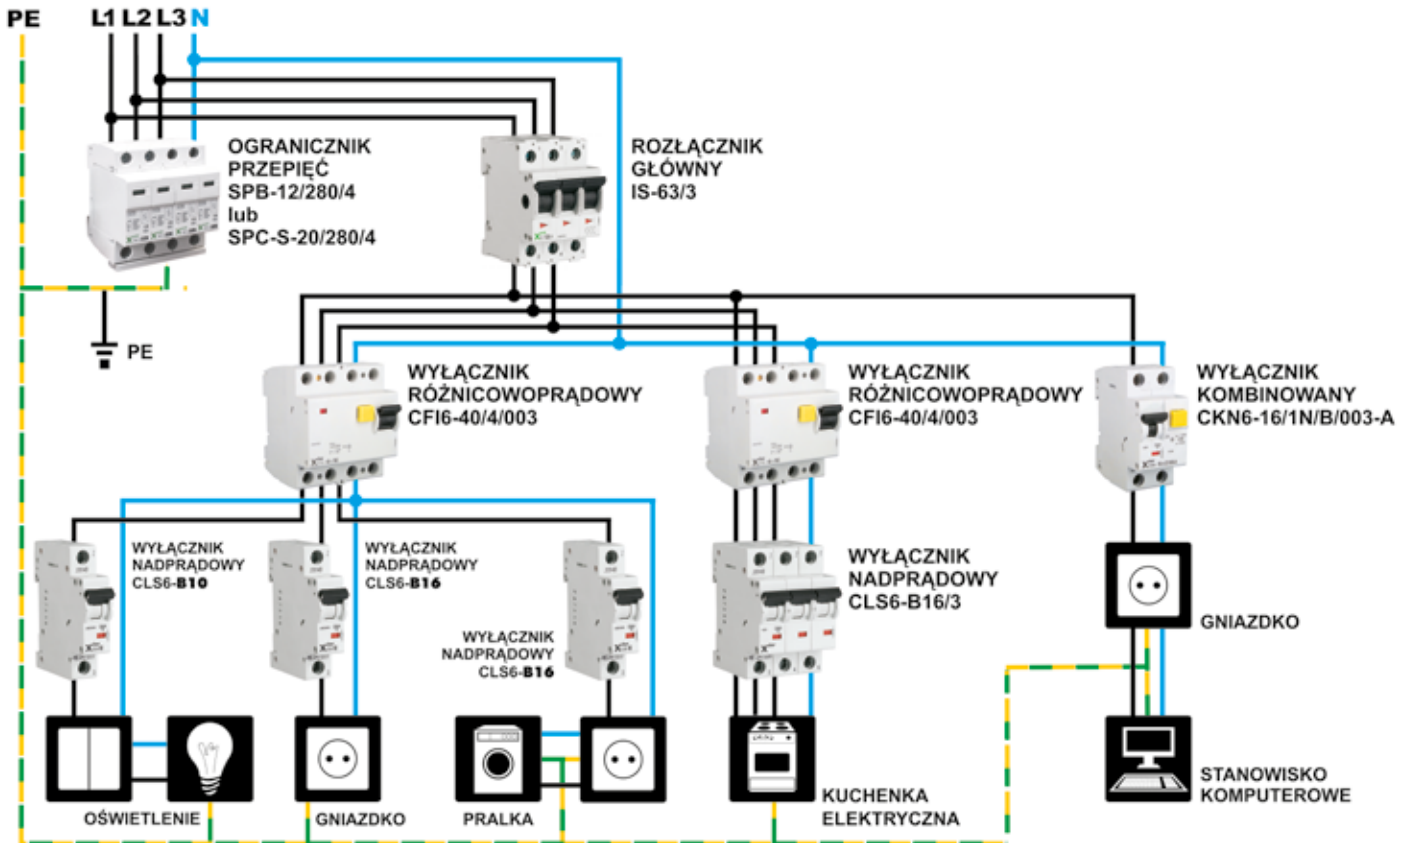 PE
L1 L2 L3 N
OGRANICZNIK
PRZEPIĘĆ
SPB-12/280/4
lub
SPC-S-20/280/4
ROZŁĄCZNIK
GŁÓWNY
IS-63/3
PE
WYŁĄCZNIK
RÓŻNICOWOPRĄDOWY
CFI6-40/4/003
WYŁĄCZNIK
RÓŻNICOWOPRĄDOWY
CFI6-40/4/003
WYŁĄCZNIK
KOMBINOWANY
CKN6-16/1N/B/003-A
WYŁĄCZNIK
NADPRĄDOWY
CLS6-B10
WYŁĄCZNIK
NADPRĄDOWY
CLS6-B16
WYŁĄCZNIK
NADPRĄDOWY
CLS6-B16
WYŁĄCZNIK
NADPRĄDOWY
CLS6-B16/3
GNIAZDKO
OŚWIETLENIE
GNIAZDKO
PRALKA
KUCHENKA
ELEKTRYCZNA
STANOWISKO
KOMPUTEROWE